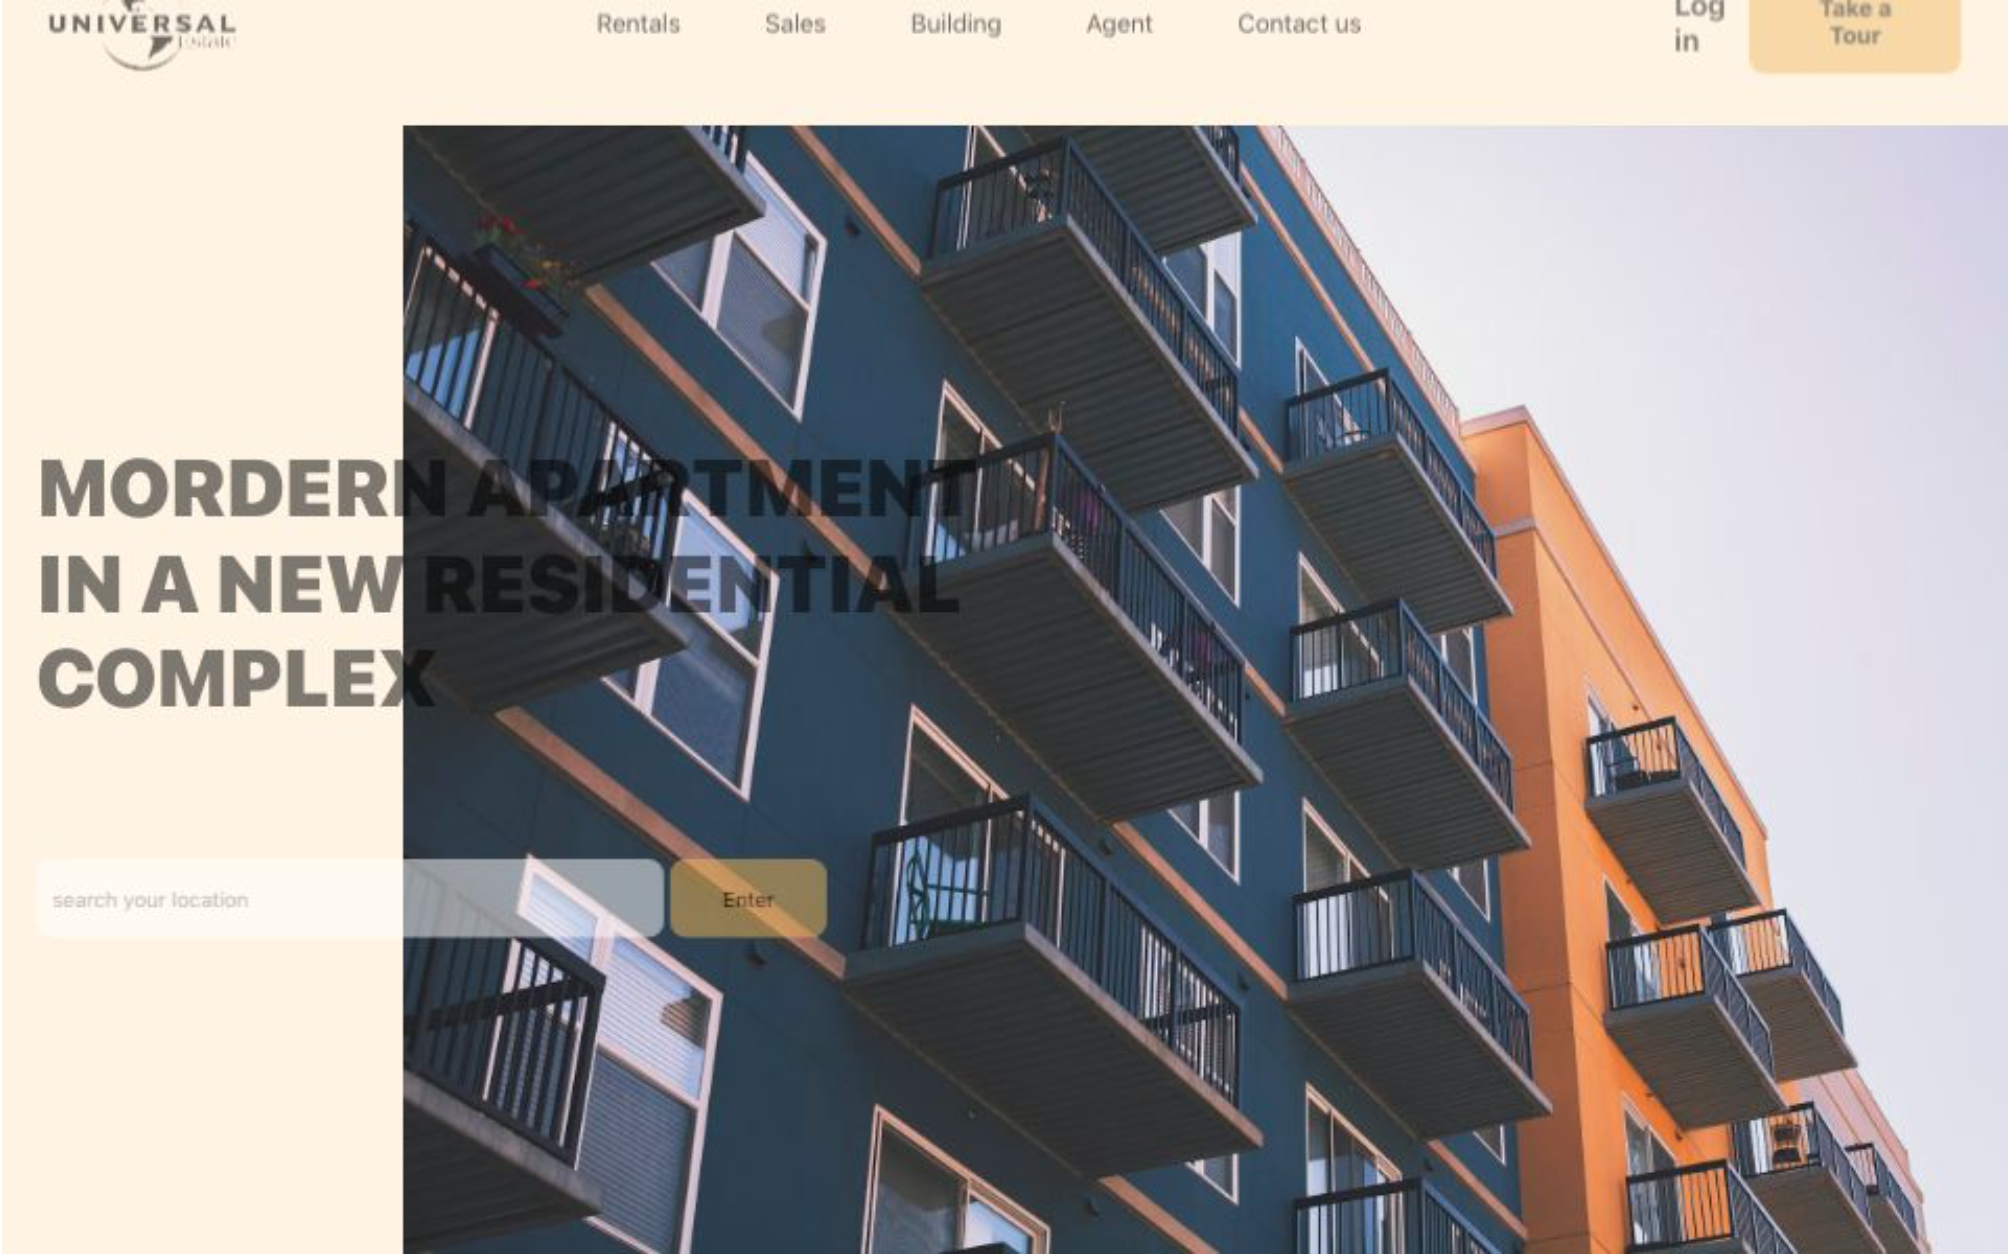 UNIVERSAL
Estate
Rentals
Sales
Building
Agent
Contact us
Log
in
Take a
Tour
MORDERN APARTMENT
IN A NEW RESIDENTIAL
COMPLEX
search your location
Enter